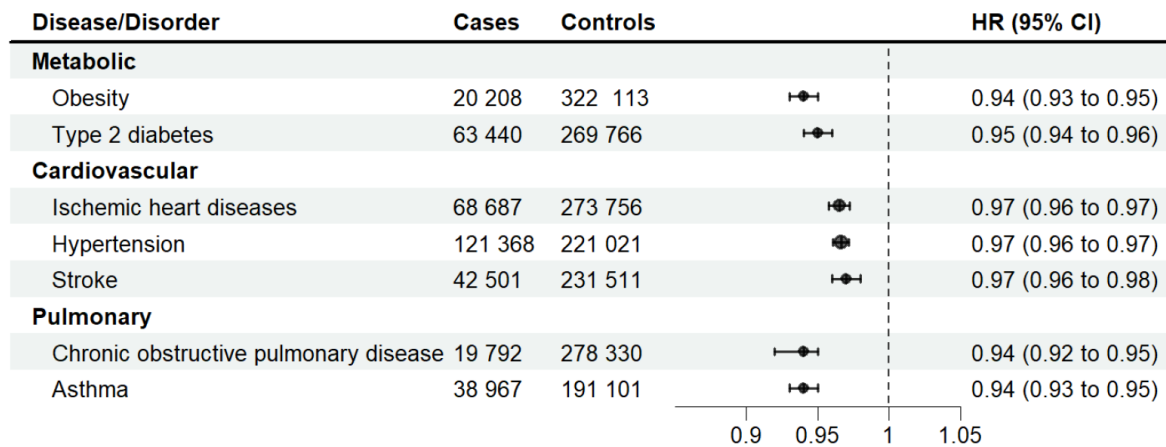 Disease/Disorder Cases Controls HR (95% CI)
Metabolic
Obesity 20 208 322 113 0.94 (0.93 to 0.95)
Type 2 diabetes 63 440 269 766 0.95 (0.94 to 0.96)
Cardiovascular
Ischemic heart diseases 68 687 273 756 0.97 (0.96 to 0.97)
Hypertension 121 368 221 021 0.97 (0.96 to 0.97)
Stroke 42 501 231 511 0.97 (0.96 to 0.98)
Pulmonary
Chronic obstructive pulmonary disease 19 792 278 330 0.94 (0.92 to 0.95)
Asthma 38 967 191 101 0.94 (0.93 to 0.95)
0.9 0.95 1 1.05